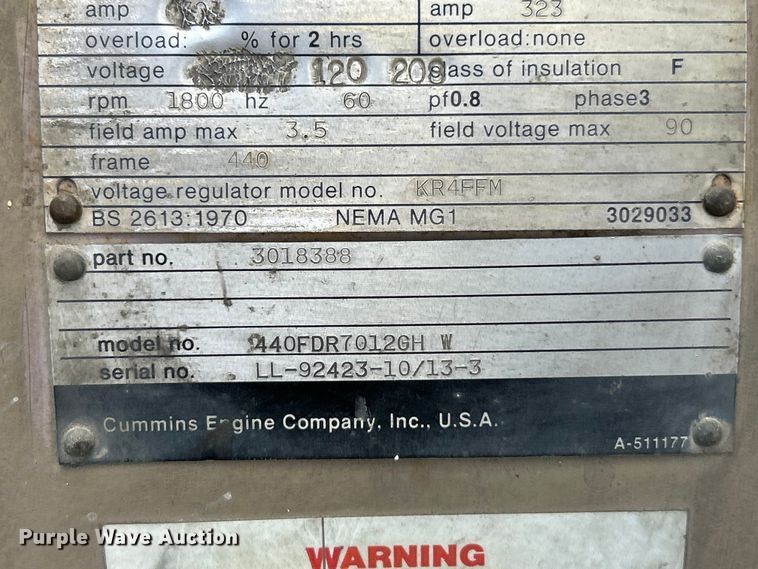 amp amp 323
overload: % for 2 hrs overload:none
voltage 120 208 class of insulation F
rpm 1800 hz 60 pf0.8 phase3
field amp max 3.5 field voltage max 90
frame 440
voltage regulator model no. KR4FFM
BS 2613:1970 NEMA MG1 3029033
part no. 3018388
model no. 440FDR7012GH W
serial no. LL-92423-10/13-3
Cummins Engine Company, Inc., U.S.A.
A-511177
Purple Wave Auction
WARNING